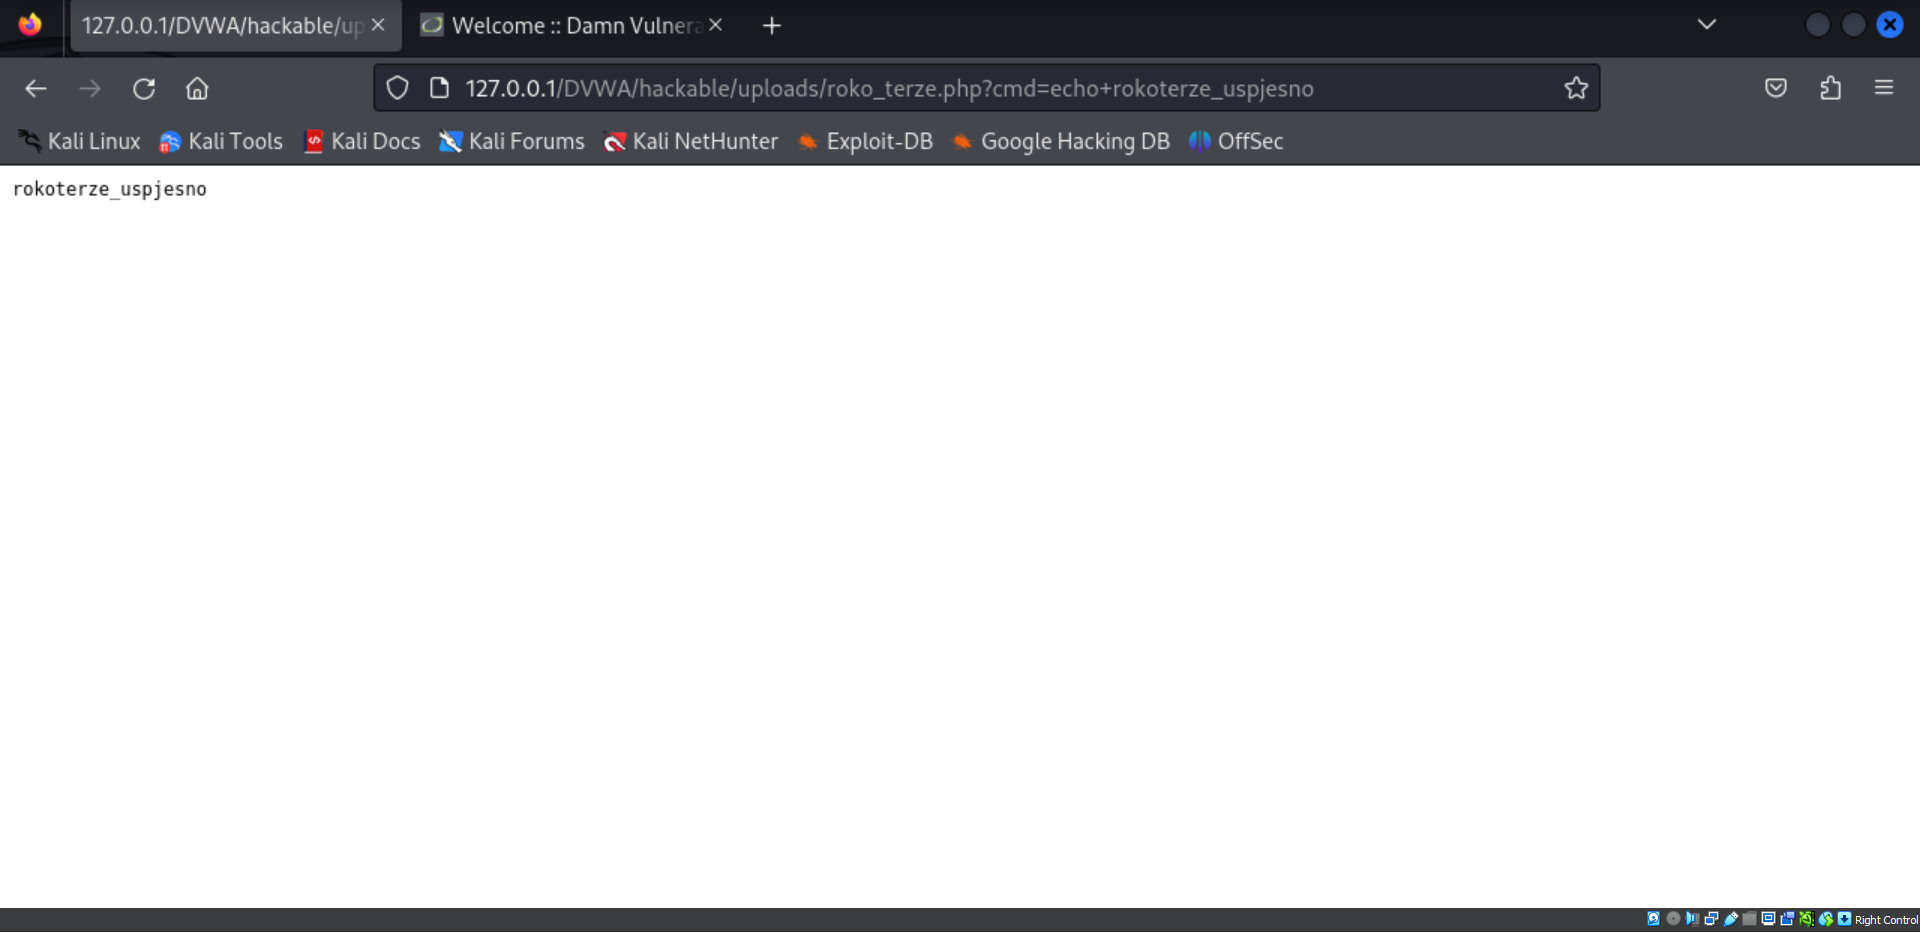 127.0.0.1/DVWA/hackable/up
Welcome :: Damn Vulnera
127.0.0.1/DVWA/hackable/uploads/roko_terze.php?cmd=echo+rokoterze_uspjesno
Kali Linux Kali Tools Kali Docs Kali Forums Kali NetHunter Exploit-DB Google Hacking DB OffSec
rokoterze_uspjesno
Right Control